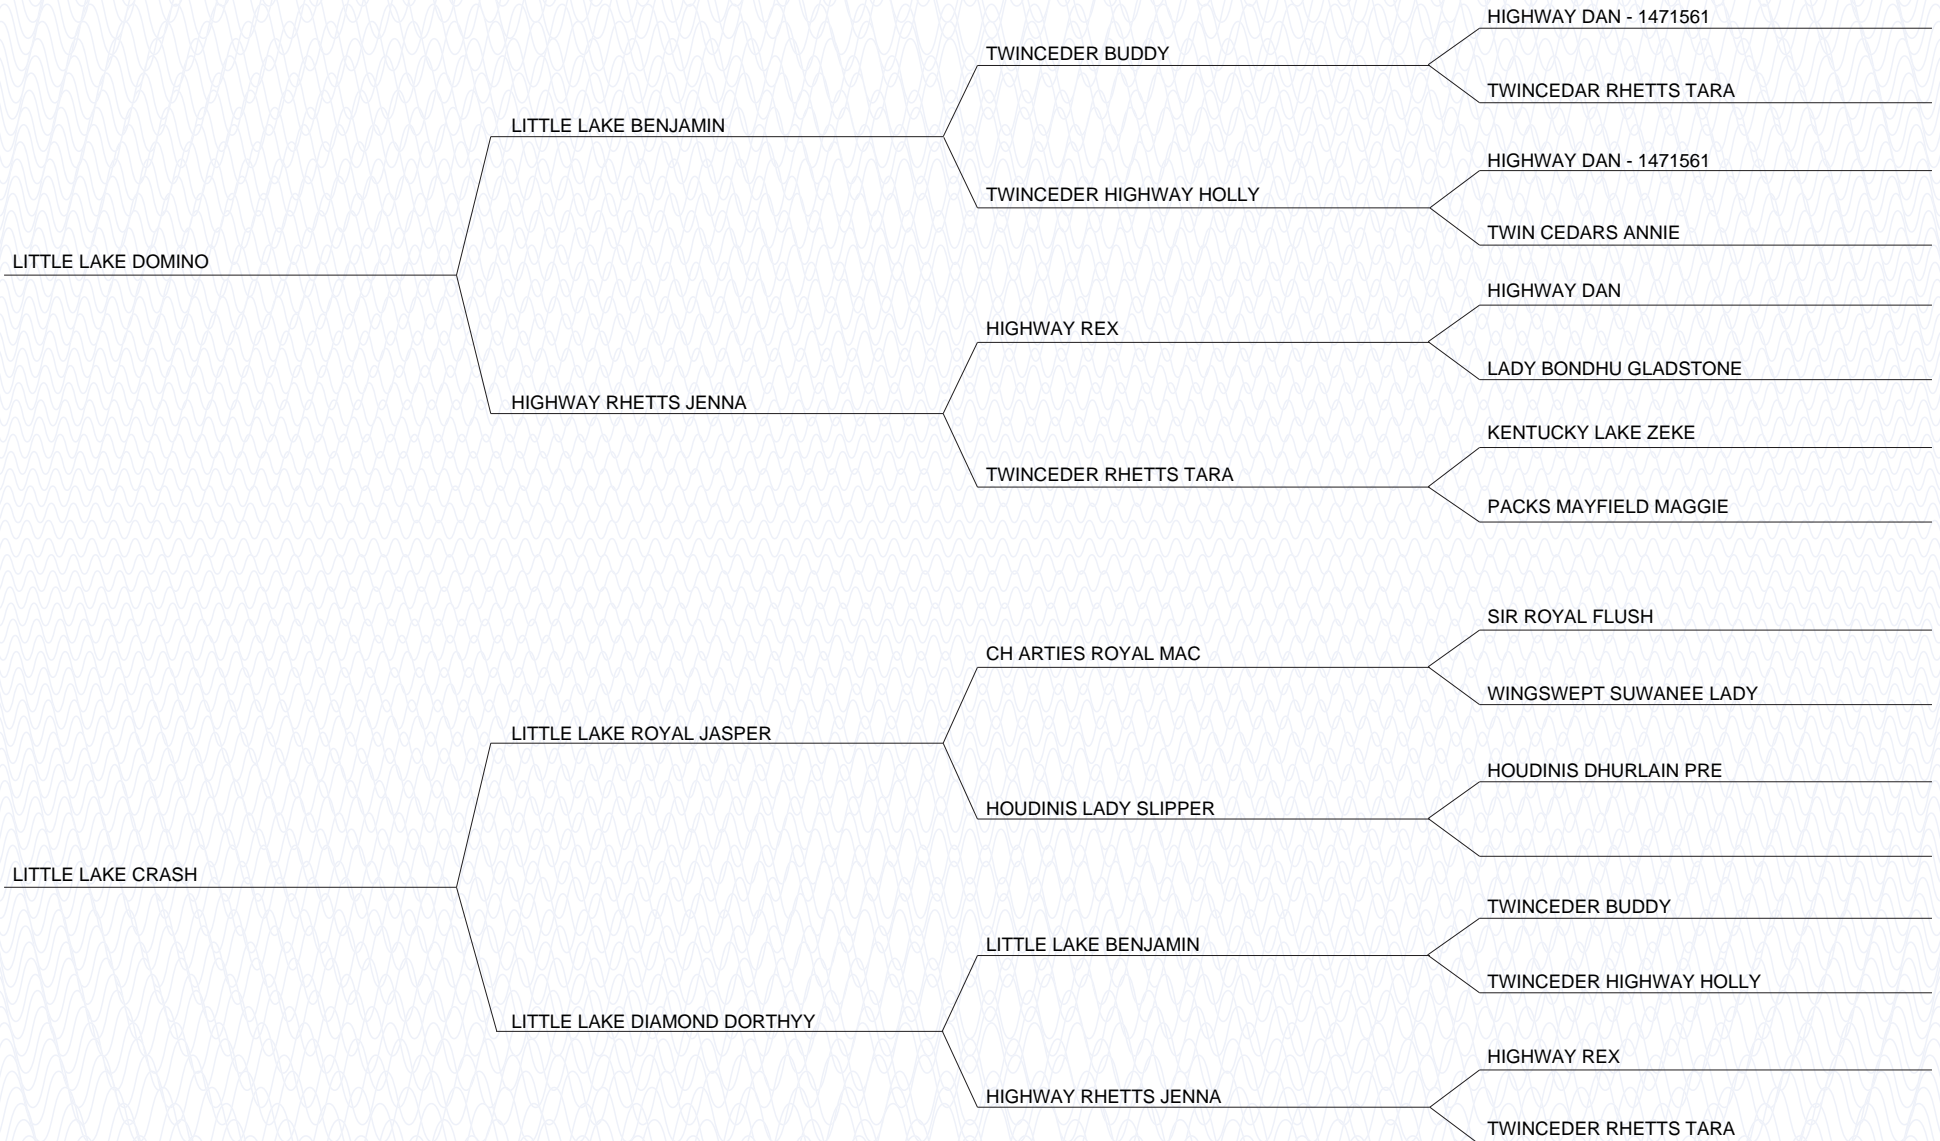 HIGHWAY DAN - 1471561
TWINCEDER BUDDY
TWINCEDAR RHETTS TARA
LITTLE LAKE BENJAMIN
HIGHWAY DAN - 1471561
TWINCEDER HIGHWAY HOLLY
TWIN CEDARS ANNIE
LITTLE LAKE DOMINO
HIGHWAY DAN
HIGHWAY REX
LADY BONDHU GLADSTONE
HIGHWAY RHETTS JENNA
KENTUCKY LAKE ZEKE
TWINCEDER RHETTS TARA
PACKS MAYFIELD MAGGIE
SIR ROYAL FLUSH
CH ARTIES ROYAL MAC
WINGSWEPT SUWANEE LADY
LITTLE LAKE ROYAL JASPER
HOUDINIS DHURLAIN PRE
HOUDINIS LADY SLIPPER
LITTLE LAKE CRASH
TWINCEDER BUDDY
LITTLE LAKE BENJAMIN
TWINCEDER HIGHWAY HOLLY
LITTLE LAKE DIAMOND DORTHYY
HIGHWAY REX
HIGHWAY RHETTS JENNA
TWINCEDER RHETTS TARA